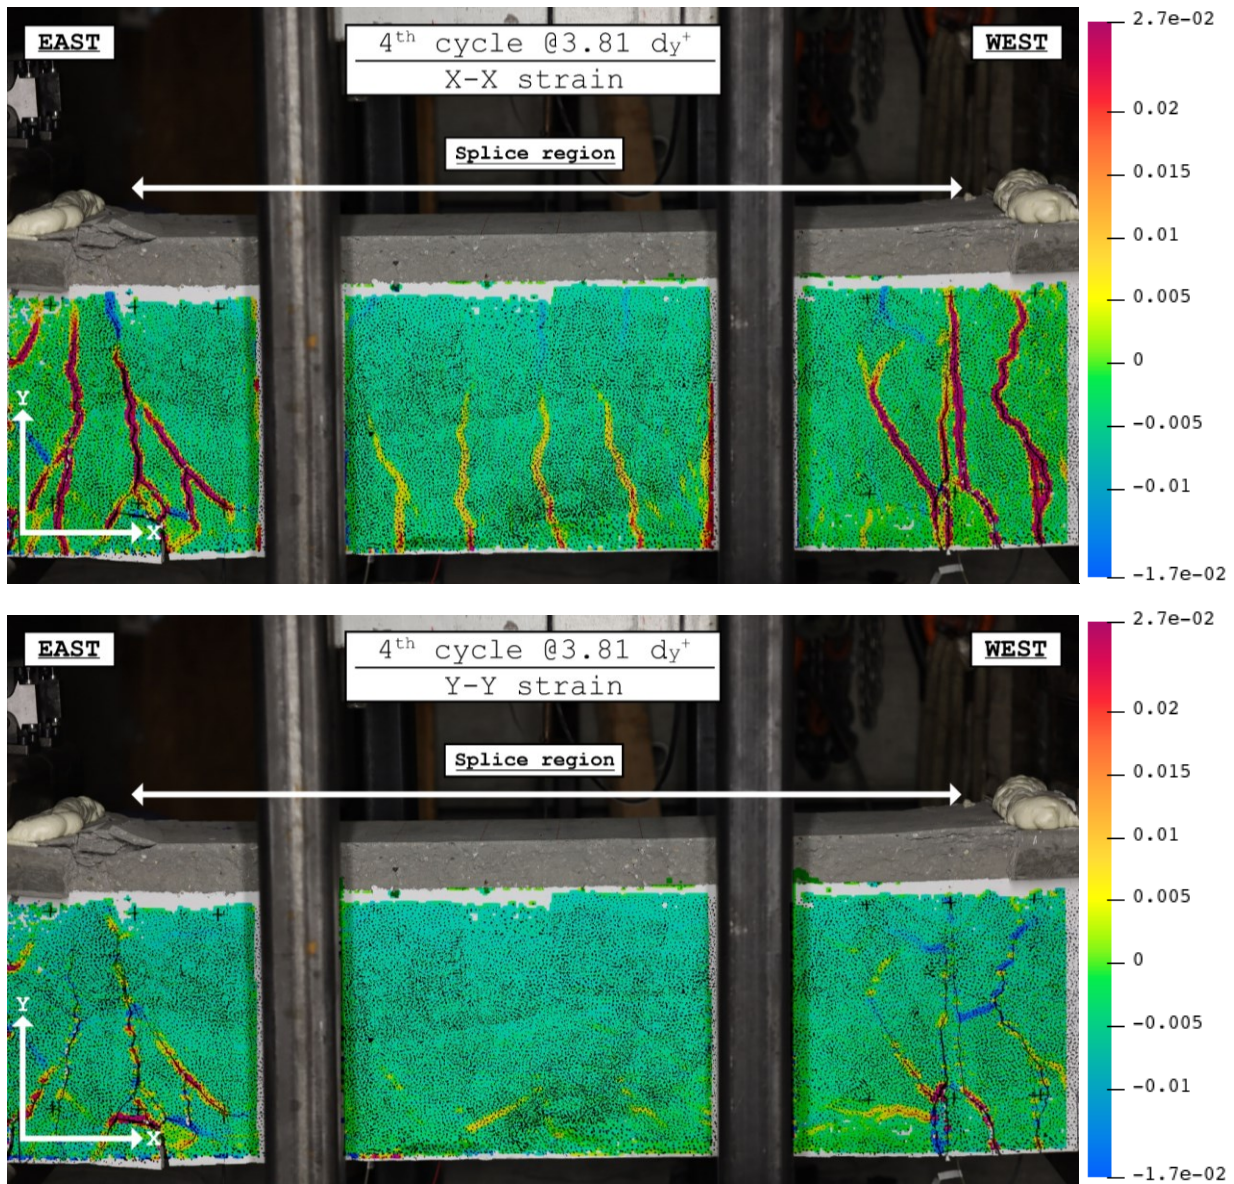 EAST
4th cycle @3.81 dy+
X-X strain
WEST
Splice region
Y
X
2.7e-02
0.02
0.015
0.01
0.005
0
-0.005
-0.01
-1.7e-02
EAST
4th cycle @3.81 dy+
Y-Y strain
WEST
Splice region
Y
X
2.7e-02
0.02
0.015
0.01
0.005
0
-0.005
-0.01
-1.7e-02